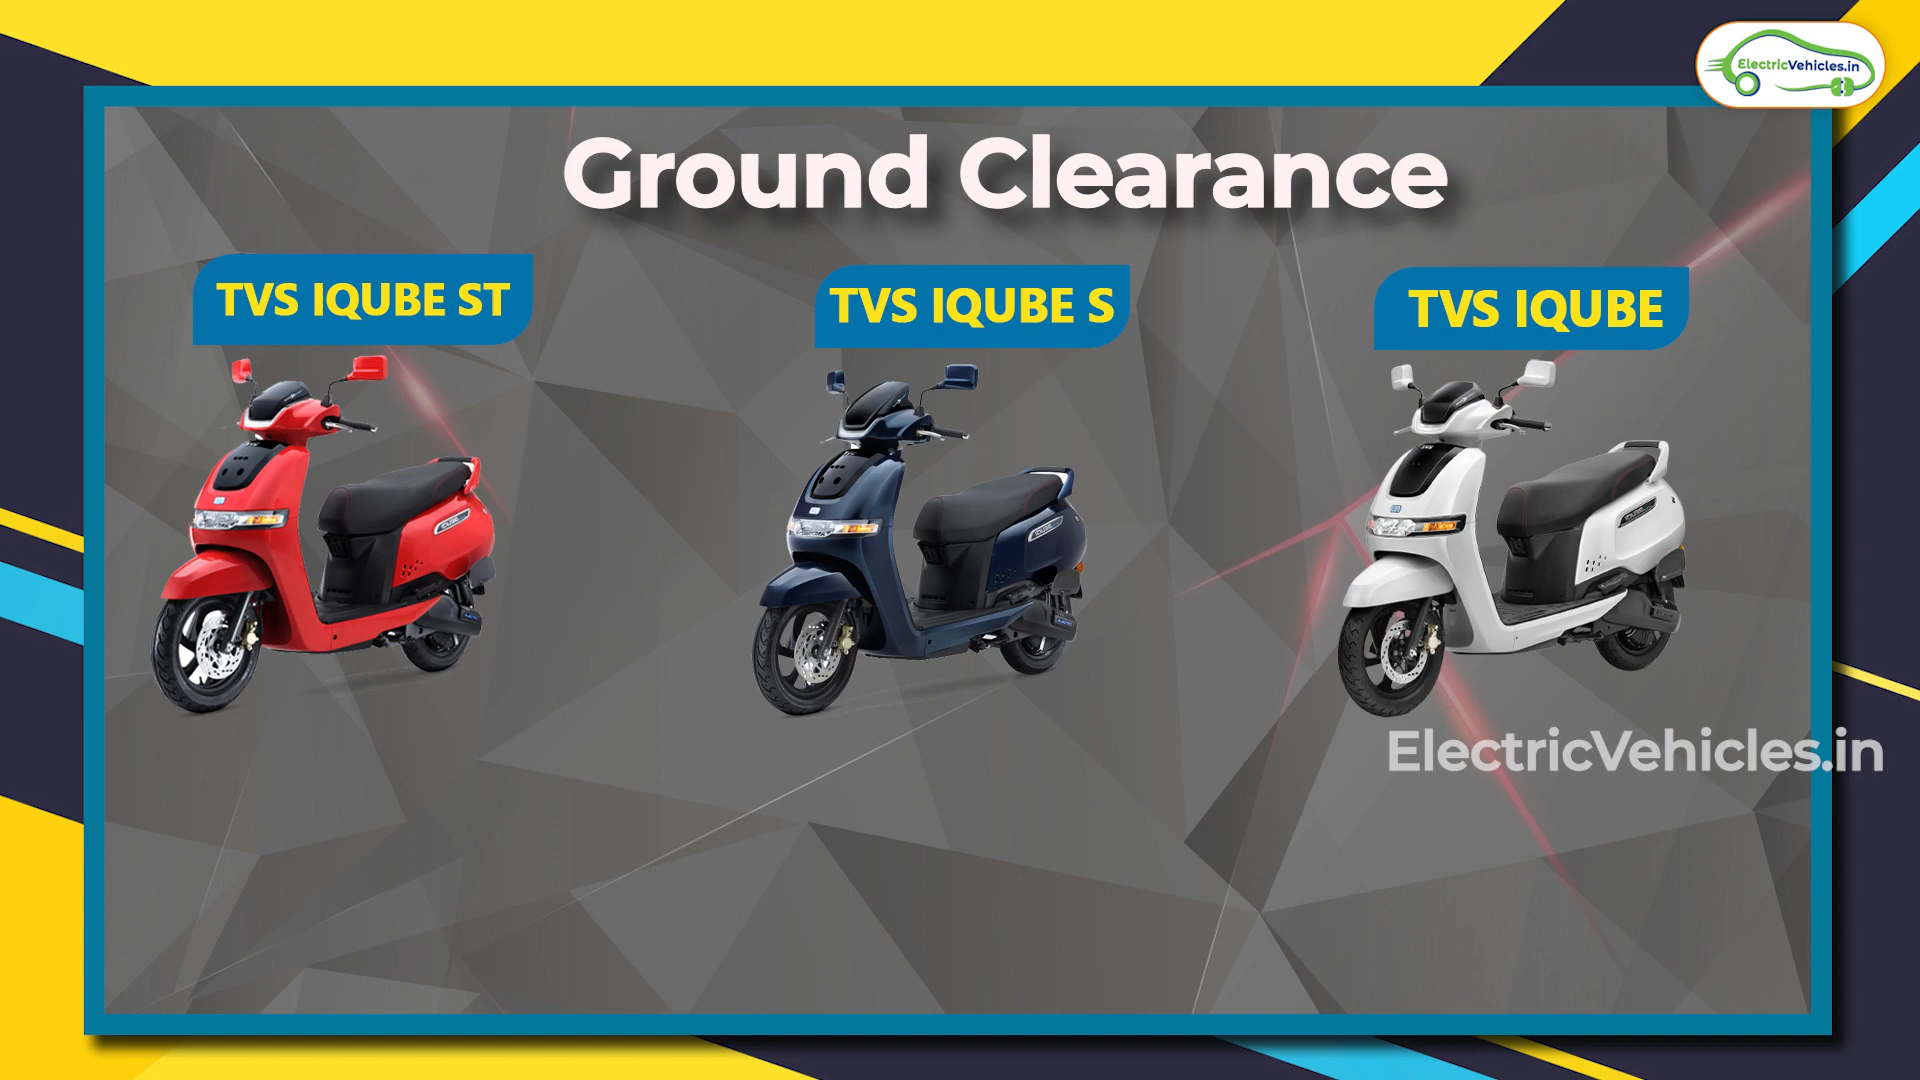 ElectricVehicles.in
Ground Clearance
TVS IQUBE ST
TVS IQUBE S
TVS IQUBE
ElectricVehicles.in